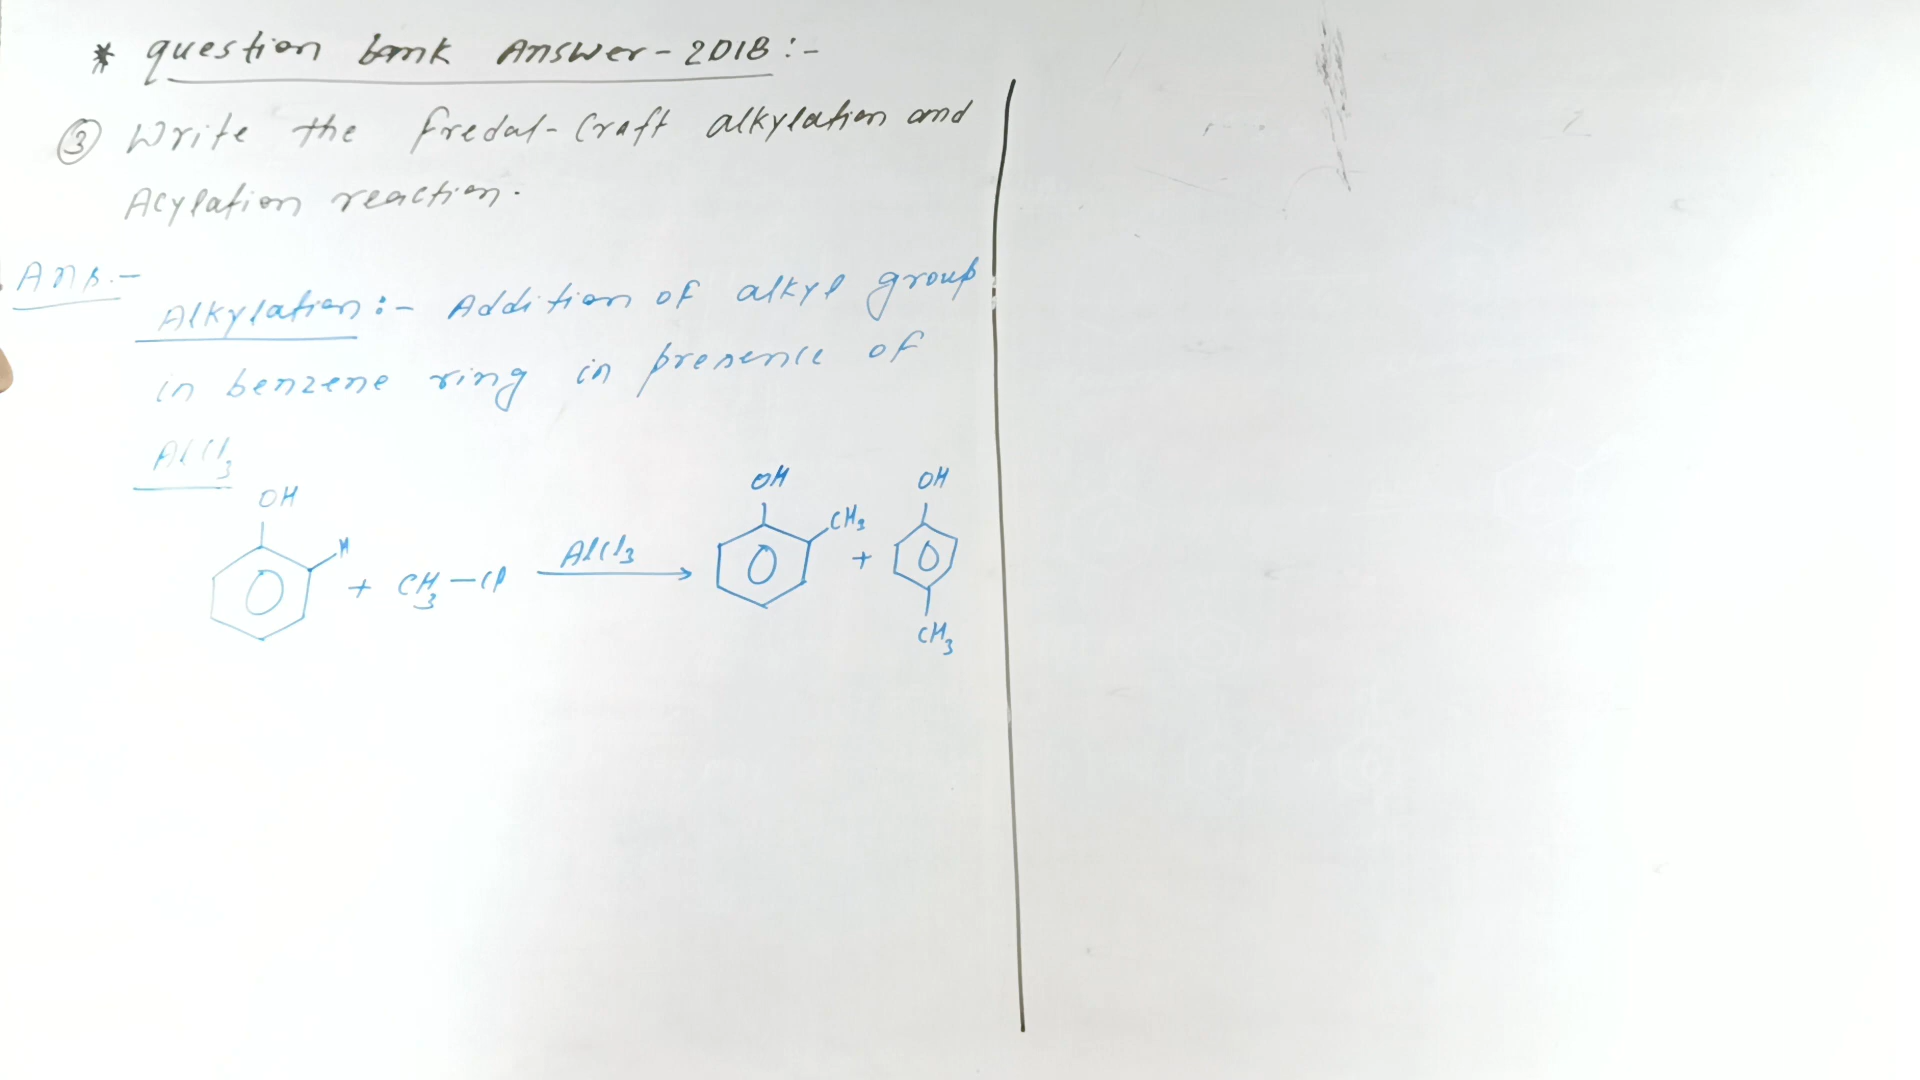 * question bank Answer - 2018 :-
③ Write the fredal-Craft alkylation and
Acylation reaction.
Ans.-
Alkylation :- Addition of alkyl group
in benzene ring in presence of
AlCl3
OH
H
+ CH3-Cl
AlCl3
OH
CH3
+
OH
CH3